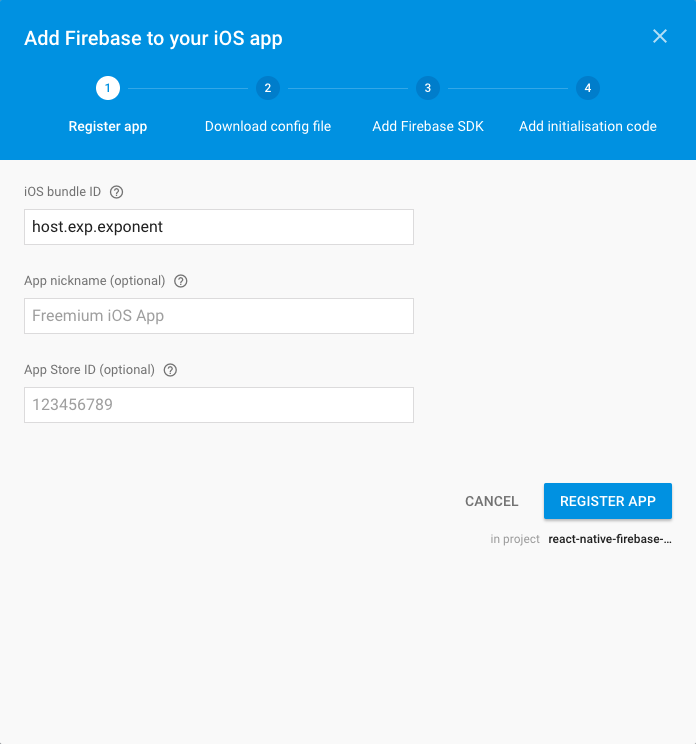 Add Firebase to your iOS app
1 2 3 4
Register app Download config file Add Firebase SDK Add initialisation code
iOS bundle ID ?
host.exp.exponent
App nickname (optional) ?
Freemium iOS App
App Store ID (optional) ?
123456789
CANCEL REGISTER APP
in project react-native-firebase-...